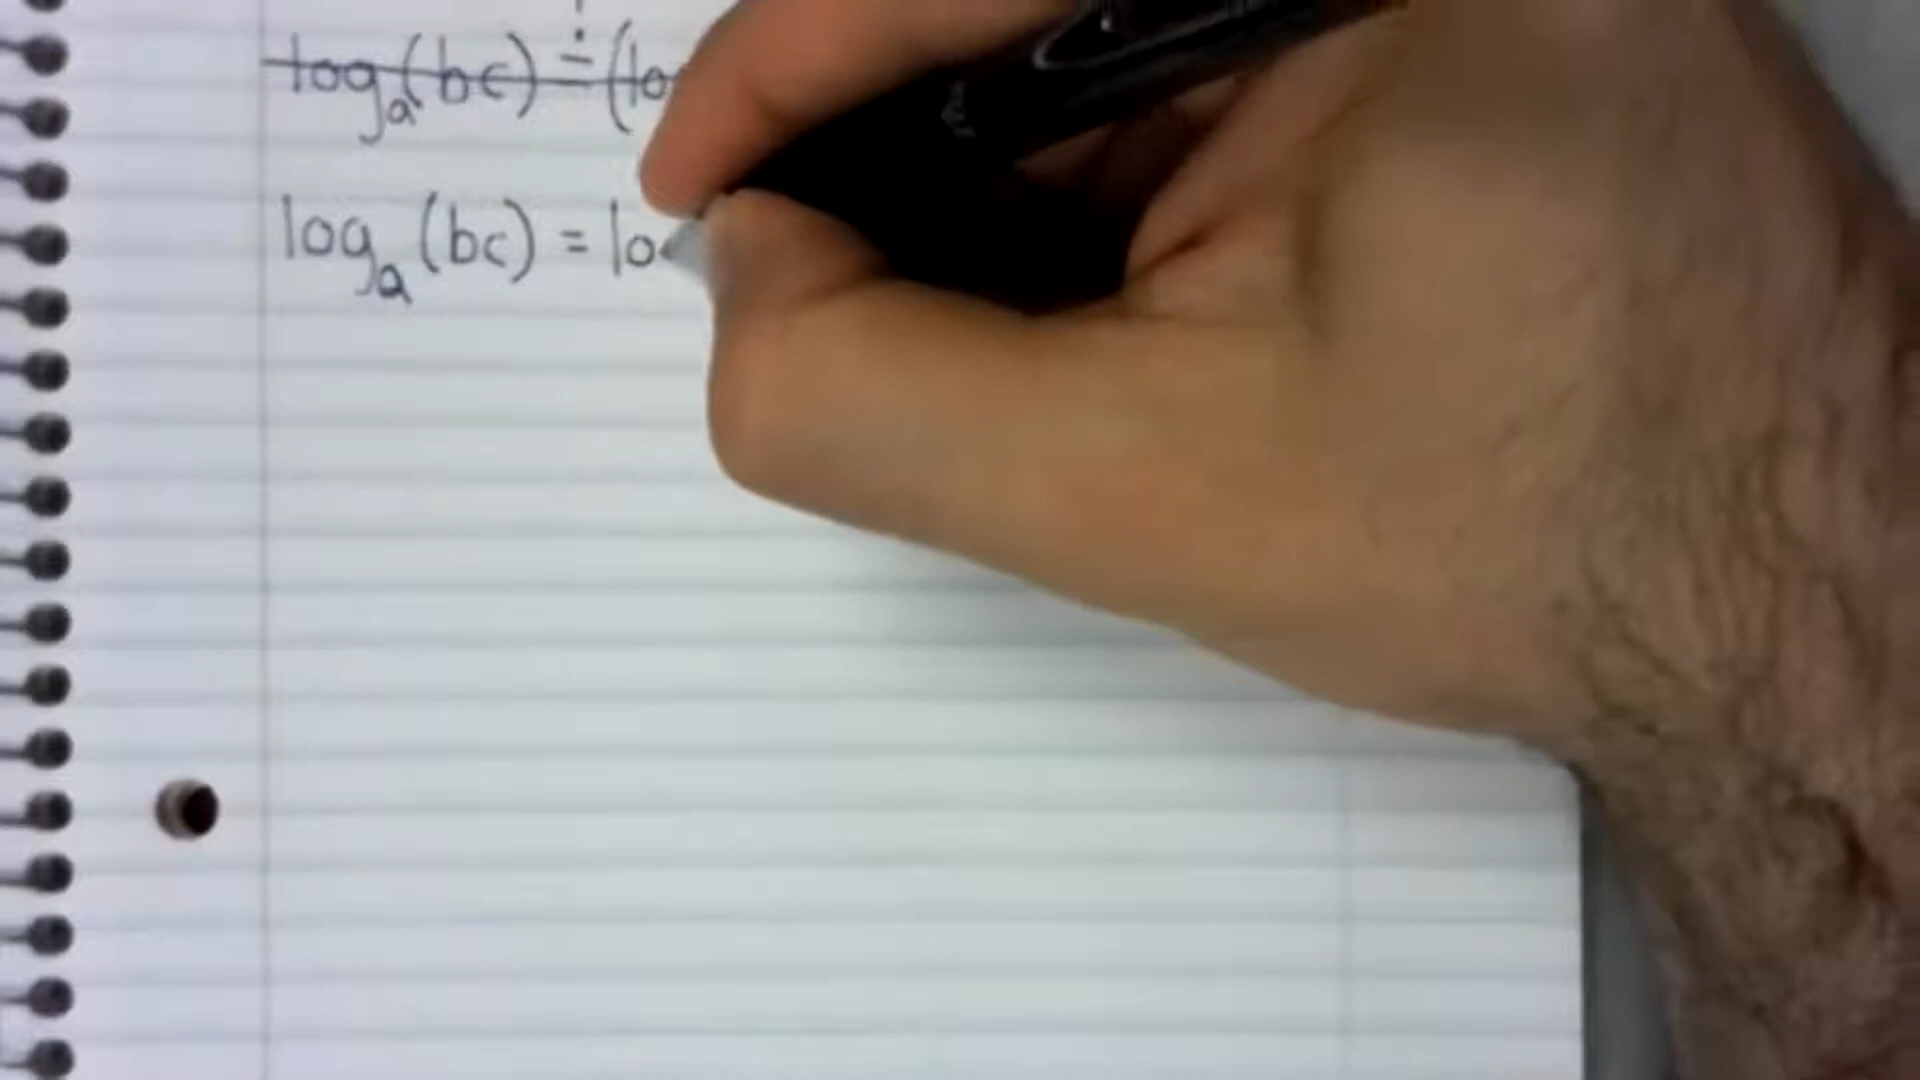 log_a(bc) = (lo
log_a (bc) = lo